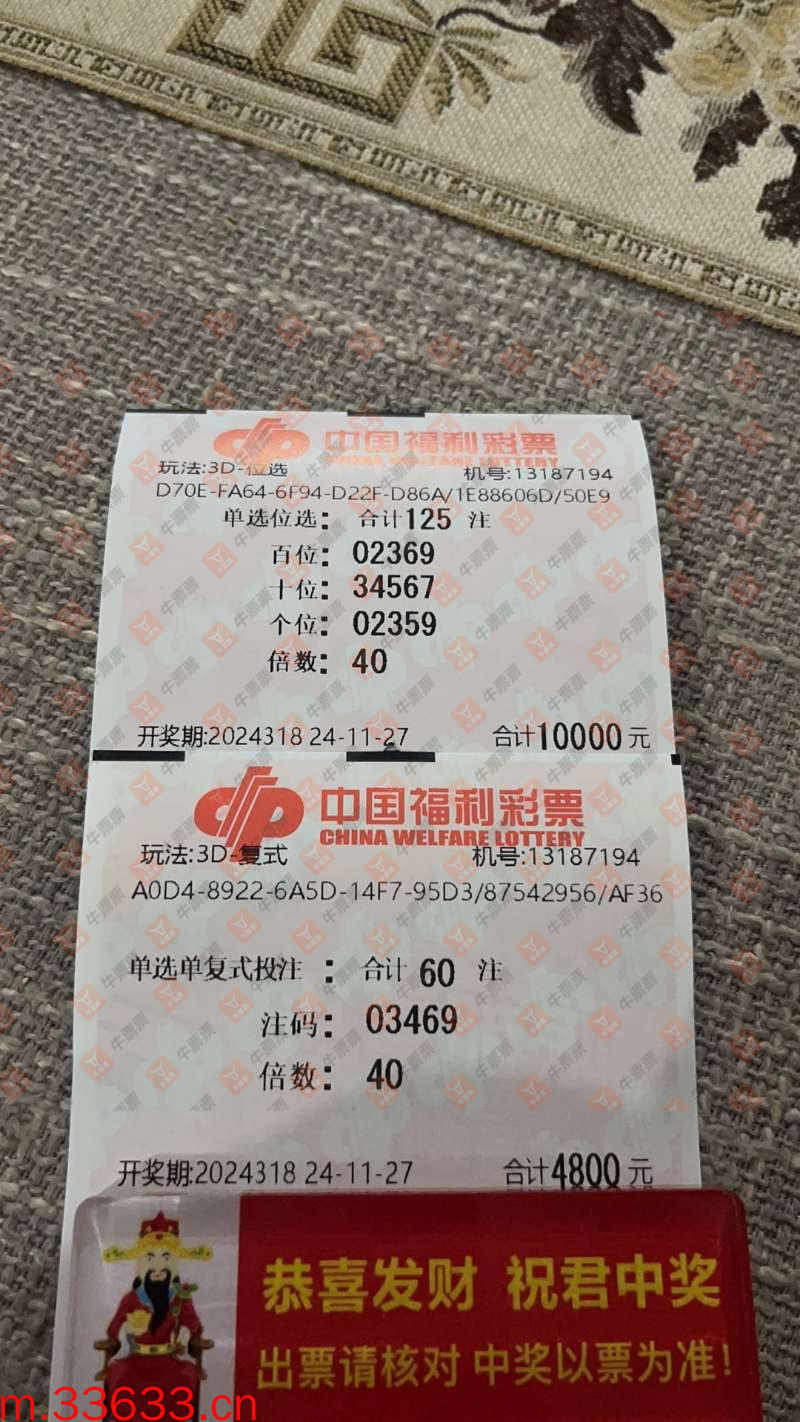 中国福利彩票
CHINA WELFARE LOTTERY
玩法:3D-位选 机号:13187194
D70E-FA64-6F94-D22F-D86A/1E88606D/50E9
单选位选: 合计125 注
百位: 02369
十位: 34567
个位: 02359
倍数: 40
开奖期:2024318 24-11-27 合计10000元
中国福利彩票
CHINA WELFARE LOTTERY
玩法:3D-复式 机号:13187194
A0D4-8922-6A5D-14F7-95D3/87542956/AF36
单选单复式投注 : 合计 60 注
注码: 03469
倍数: 40
开奖期:2024318 24-11-27 合计4800元
恭喜发财 祝君中奖
出票请核对 中奖以票为准!
m.33633.cn